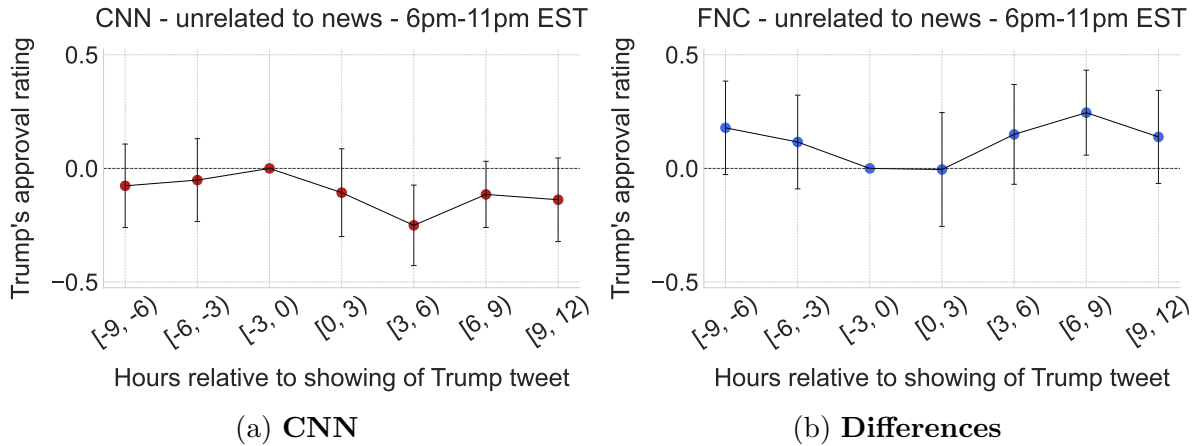 CNN - unrelated to news - 6pm-11pm EST
Trump's approval rating
0.5
0.0
−0.5
[-9, -6)
[-6, -3)
[-3, 0)
[0, 3)
[3, 6)
[6, 9)
[9, 12)
Hours relative to showing of Trump tweet
(a) CNN
FNC - unrelated to news - 6pm-11pm EST
Trump's approval rating
0.5
0.0
−0.5
[-9, -6)
[-6, -3)
[-3, 0)
[0, 3)
[3, 6)
[6, 9)
[9, 12)
Hours relative to showing of Trump tweet
(b) Differences